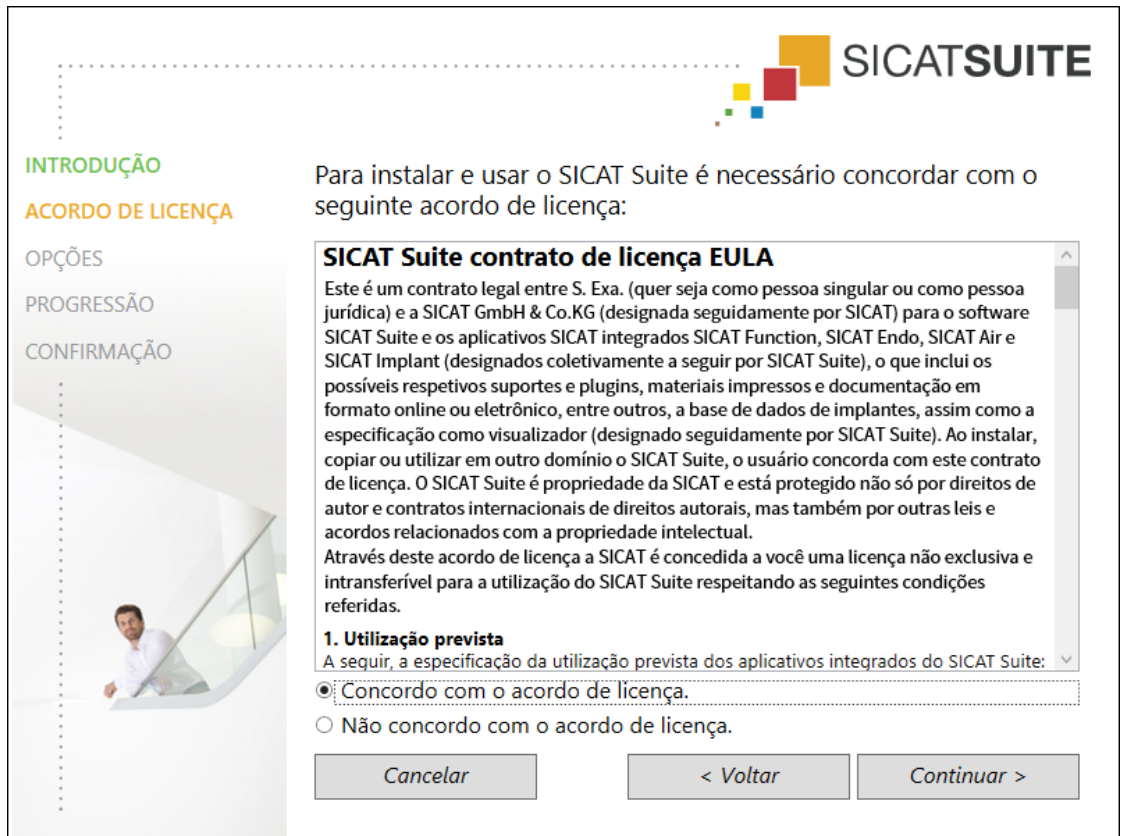 SICATSUITE
INTRODUÇÃO
ACORDO DE LICENÇA
OPÇÕES
PROGRESSÃO
CONFIRMAÇÃO
Para instalar e usar o SICAT Suite é necessário concordar com o
seguinte acordo de licença:
SICAT Suite contrato de licença EULA
Este é um contrato legal entre S. Exa. (quer seja como pessoa singular ou como pessoa
jurídica) e a SICAT GmbH & Co.KG (designada seguidamente por SICAT) para o software
SICAT Suite e os aplicativos SICAT integrados SICAT Function, SICAT Endo, SICAT Air e
SICAT Implant (designados coletivamente a seguir por SICAT Suite), o que inclui os
possíveis respetivos suportes e plugins, materiais impressos e documentação em
formato online ou eletrônico, entre outros, a base de dados de implantes, assim como a
especificação como visualizador (designado seguidamente por SICAT Suite). Ao instalar,
copiar ou utilizar em outro domínio o SICAT Suite, o usuário concorda com este contrato
de licença. O SICAT Suite é propriedade da SICAT e está protegido não só por direitos de
autor e contratos internacionais de direitos autorais, mas também por outras leis e
acordos relacionados com a propriedade intelectual.
Através deste acordo de licença a SICAT é concedida a você uma licença não exclusiva e
intransferível para a utilização do SICAT Suite respeitando as seguintes condições
referidas.
1. Utilização prevista
A seguir, a especificação da utilização prevista dos aplicativos integrados do SICAT Suite:
Concordo com o acordo de licença.
Não concordo com o acordo de licença.
Cancelar
< Voltar
Continuar >